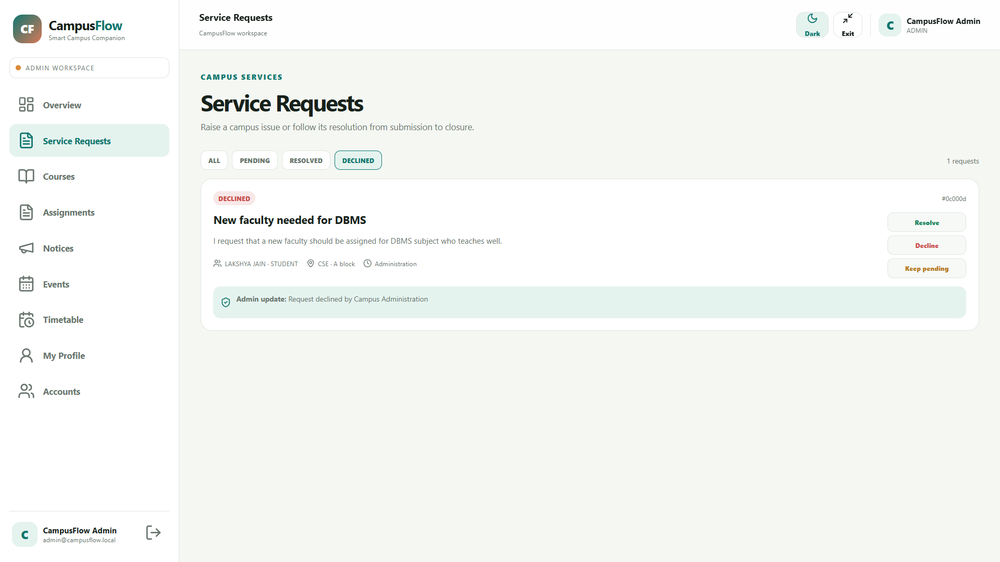 CF
CampusFlow
Smart Campus Companion
ADMIN WORKSPACE
Overview
Service Requests
Courses
Assignments
Notices
Events
Timetable
My Profile
Accounts
C
CampusFlow Admin
admin@campusflow.local
Service Requests
CampusFlow workspace
Dark
Exit
C
CampusFlow Admin
ADMIN
CAMPUS SERVICES
Service Requests
Raise a campus issue or follow its resolution from submission to closure.
ALL
PENDING
RESOLVED
DECLINED
1 requests
DECLINED
#0c000d
New faculty needed for DBMS
I request that a new faculty should be assigned for DBMS subject who teaches well.
LAKSHYA JAIN · STUDENT
CSE · A block
Administration
Resolve
Decline
Keep pending
Admin update: Request declined by Campus Administration